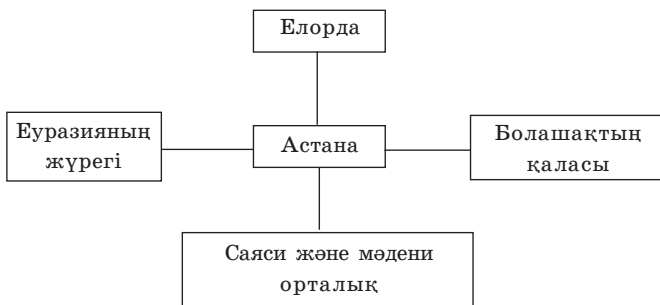 Елорда
Еуразияның
жүрегі
Астана
Болашақтың
қаласы
Саяси және мәдени
орталық